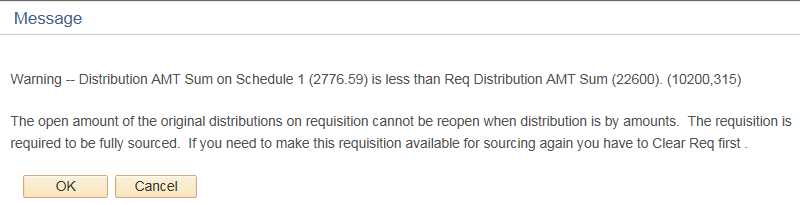 Message
Warning -- Distribution AMT Sum on Schedule 1 (2776.59) is less than Req Distribution AMT Sum (22600). (10200,315)
The open amount of the original distributions on requisition cannot be reopen when distribution is by amounts.  The requisition is
required to be fully sourced.  If you need to make this requisition available for sourcing again you have to Clear Req first .
OK Cancel